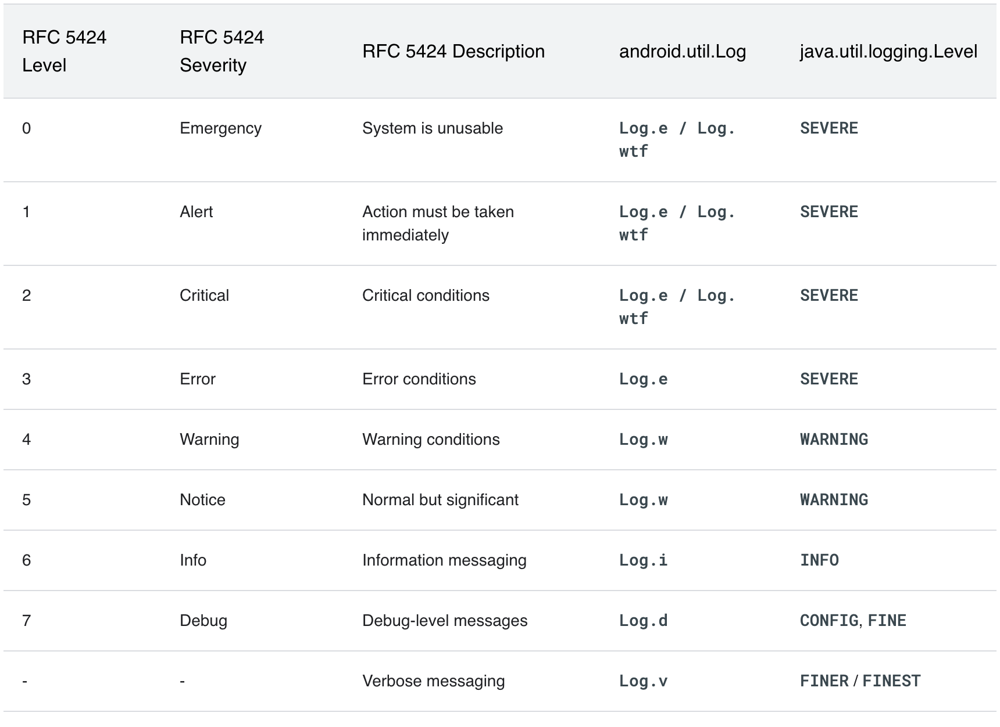 RFC 5424 Level
RFC 5424 Severity
RFC 5424 Description
android.util.Log
java.util.logging.Level
0 Emergency System is unusable Log.e / Log. SEVERE
wtf
1 Alert Action must be taken Log.e / Log. SEVERE
immediately wtf
2 Critical Critical conditions Log.e / Log. SEVERE
wtf
3 Error Error conditions Log.e SEVERE
4 Warning Warning conditions Log.w WARNING
5 Notice Normal but significant Log.w WARNING
6 Info Information messaging Log.i INFO
7 Debug Debug-level messages Log.d CONFIG, FINE
- - Verbose messaging Log.v FINER / FINEST